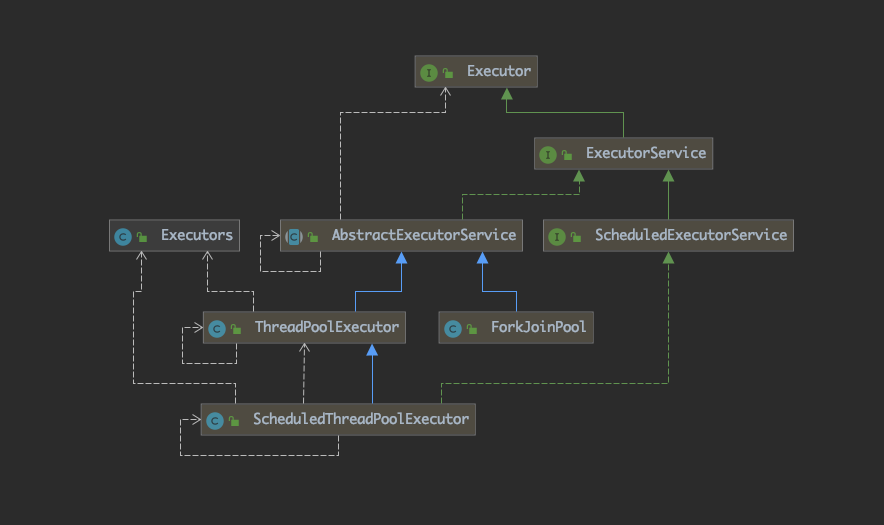 Executor
ExecutorService
Executors
AbstractExecutorService
ScheduledExecutorService
ThreadPoolExecutor
ForkJoinPool
ScheduledThreadPoolExecutor